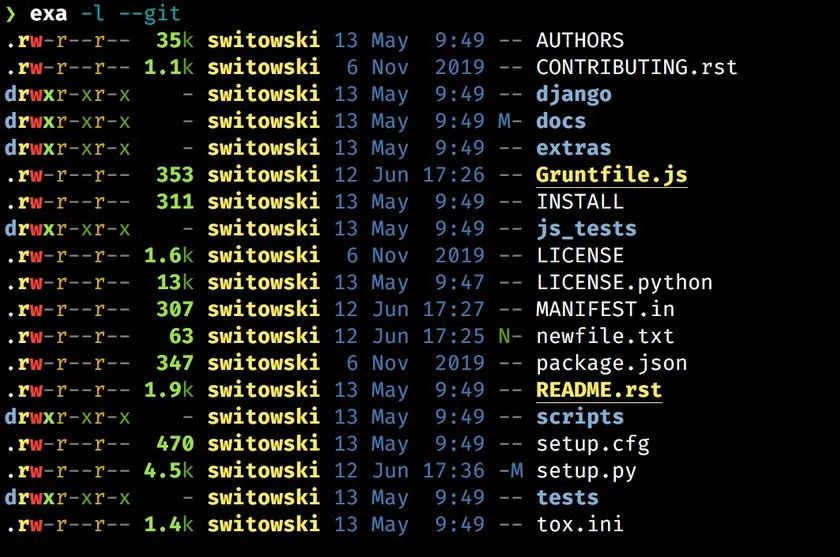 ❯ exa -l --git
.rw-r--r-- 35k switowski 13 May 9:49 -- AUTHORS
.rw-r--r-- 1.1k switowski 6 Nov 2019 -- CONTRIBUTING.rst
drwxr-xr-x - switowski 13 May 9:49 -- django
drwxr-xr-x - switowski 13 May 9:49 M- docs
drwxr-xr-x - switowski 13 May 9:49 -- extras
.rw-r--r-- 353 switowski 12 Jun 17:26 -- Gruntfile.js
.rw-r--r-- 311 switowski 13 May 9:49 -- INSTALL
drwxr-xr-x - switowski 13 May 9:49 -- js_tests
.rw-r--r-- 1.6k switowski 6 Nov 2019 -- LICENSE
.rw-r--r-- 13k switowski 13 May 9:47 -- LICENSE.python
.rw-r--r-- 307 switowski 12 Jun 17:27 -- MANIFEST.in
.rw-r--r-- 63 switowski 12 Jun 17:25 N- newfile.txt
.rw-r--r-- 347 switowski 6 Nov 2019 -- package.json
.rw-r--r-- 1.9k switowski 13 May 9:49 -- README.rst
drwxr-xr-x - switowski 13 May 9:49 -- scripts
.rw-r--r-- 470 switowski 13 May 9:49 -- setup.cfg
.rw-r--r-- 4.5k switowski 12 Jun 17:36 -M setup.py
drwxr-xr-x - switowski 13 May 9:49 -- tests
.rw-r--r-- 1.4k switowski 13 May 9:49 -- tox.ini